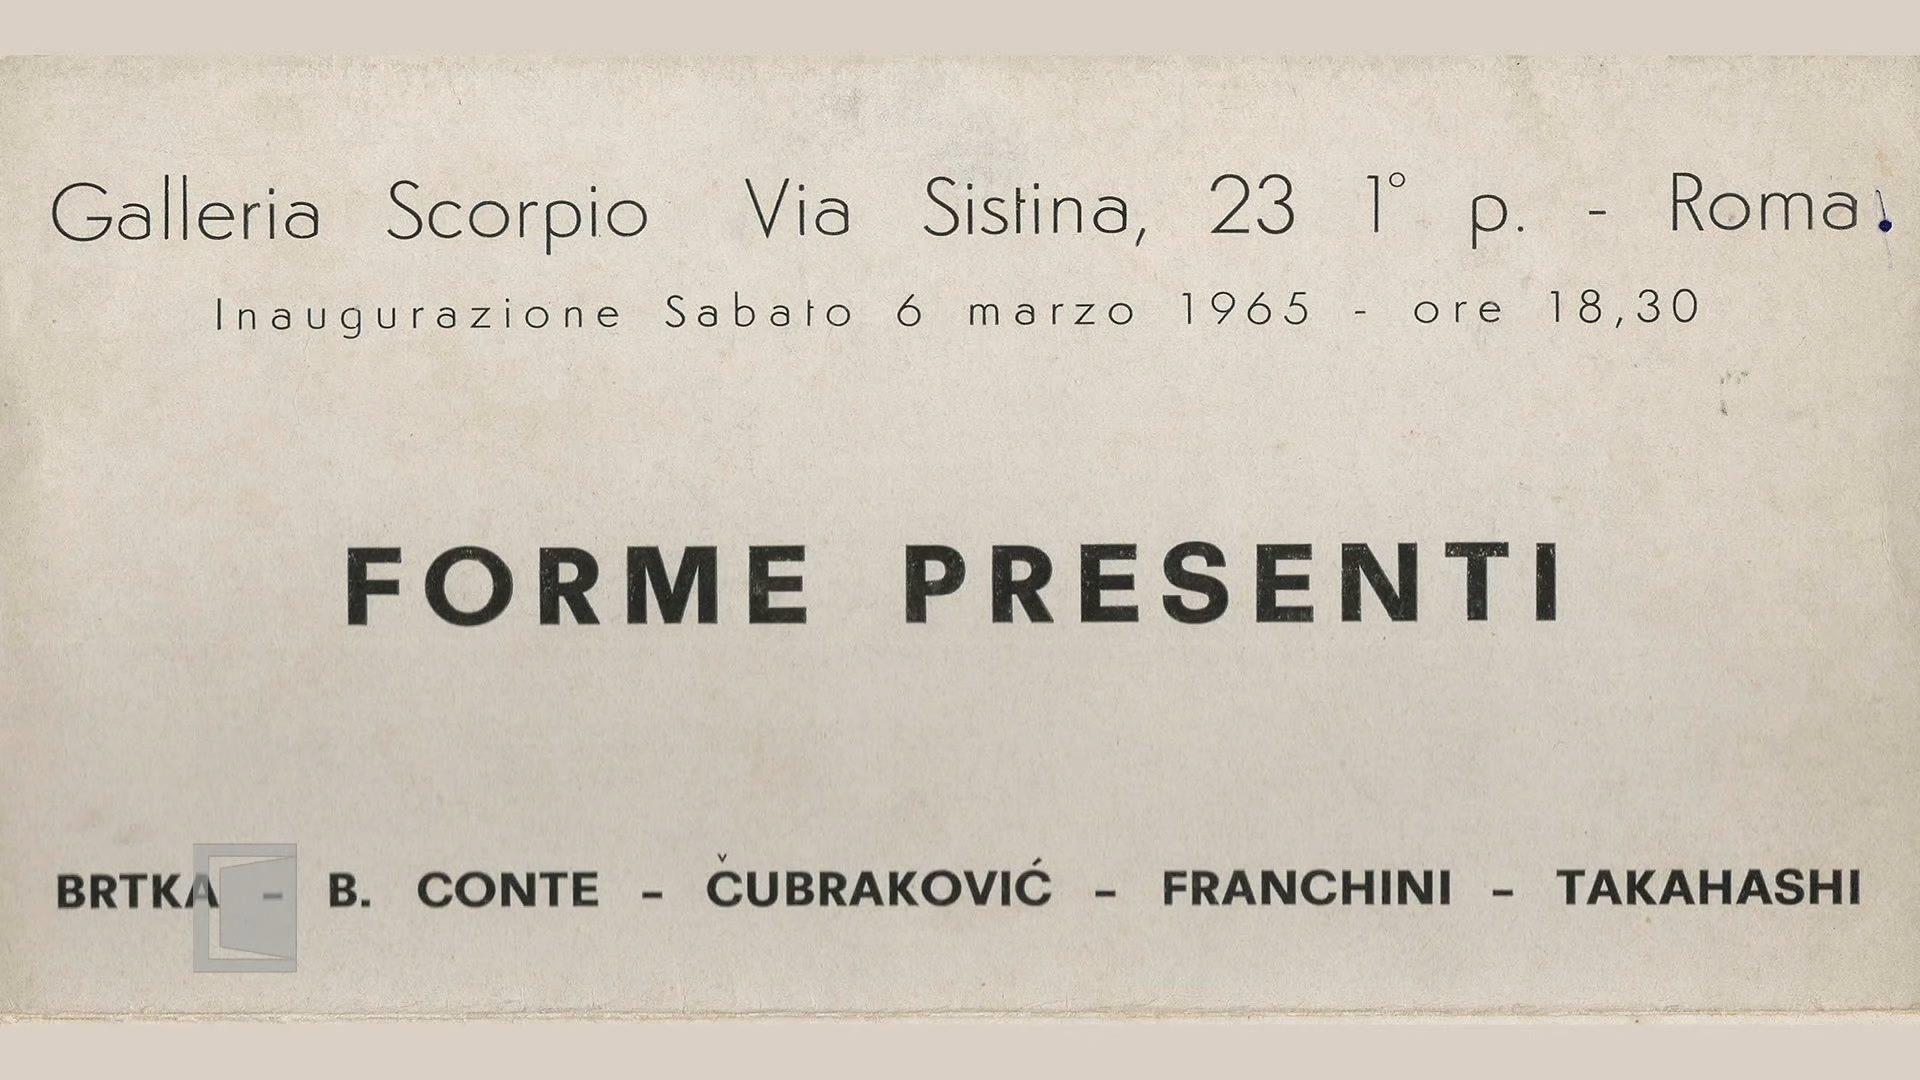 Galleria Scorpio Via Sistina, 23 1° p. - Roma
Inaugurazione Sabato 6 marzo 1965 - ore 18,30
FORME PRESENTI
BRTKA - B. CONTE - ČUBRAKOVIĆ - FRANCHINI - TAKAHASHI